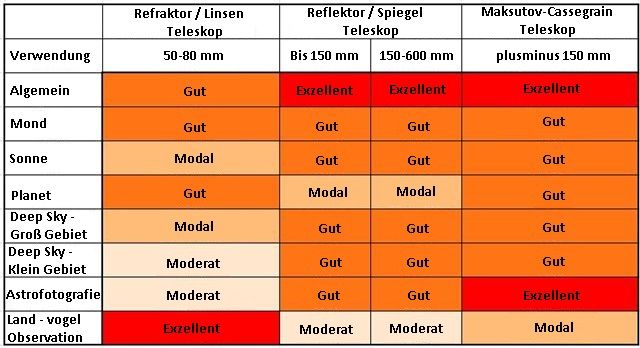 Refraktor / Linsen Reflektor / Spiegel Maksutov-Cassegrain
Teleskop Teleskop Teleskop
Verwendung 50-80 mm Bis 150 mm 150-600 mm plusminus 150 mm
Algemein Gut Exzellent Exzellent Exzellent
Mond Gut Gut Gut Gut
Sonne Modal Gut Gut Gut
Planet Gut Modal Modal Gut
Deep Sky -
Groß Gebiet Modal Gut Gut Gut
Deep Sky -
Klein Gebiet Moderat Gut Gut Gut
Astrofotografie Moderat Gut Gut Exzellent
Land - vogel
Observation Exzellent Moderat Moderat Modal